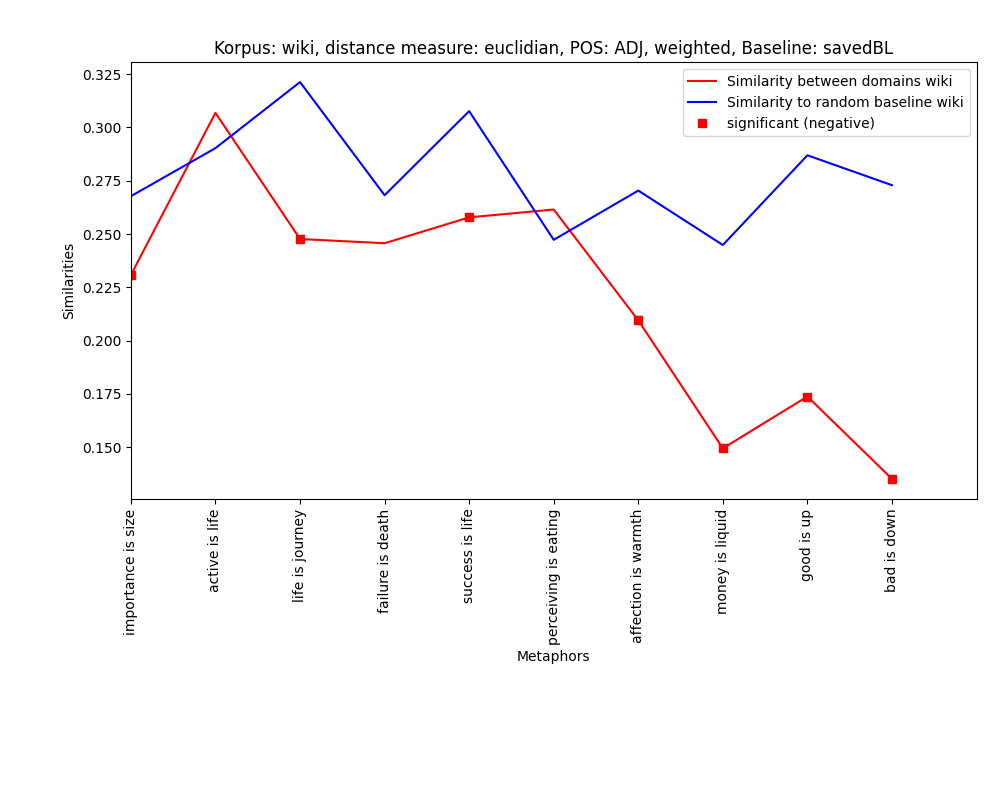 Korpus: wiki, distance measure: euclidian, POS: ADJ, weighted, Baseline: savedBL
Similarity between domains wiki
Similarity to random baseline wiki
significant (negative)
0.325
0.300
0.275
0.250
0.225
0.200
0.175
0.150
Similarities
importance is size
active is life
life is journey
failure is death
success is life
perceiving is eating
affection is warmth
money is liquid
good is up
bad is down
Metaphors